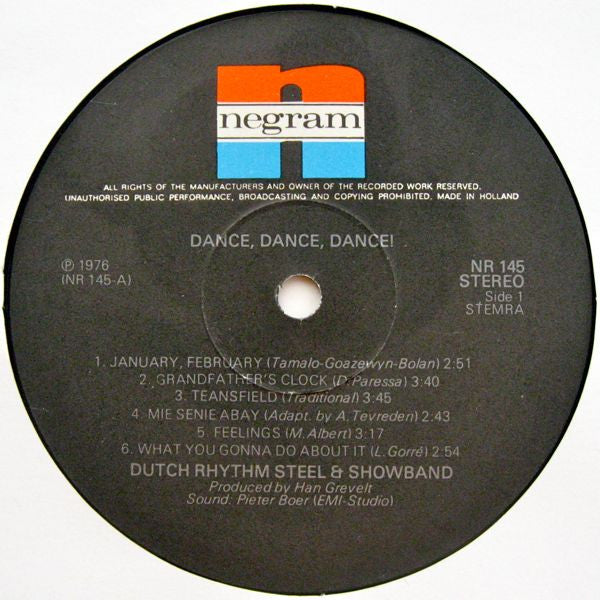 negram
ALL RIGHTS OF THE MANUFACTURERS AND OWNER OF THE RECORDED WORK RESERVED.
UNAUTHORISED PUBLIC PERFORMANCE, BROADCASTING AND COPYING PROHIBITED. MADE IN HOLLAND
DANCE, DANCE, DANCE!
℗ 1976
(NR 145-A)
NR 145
STEREO
Side 1
STEMRA
1. JANUARY, FEBRUARY (Tamalo-Goazewyn-Bolan) 2:51
2. GRANDFATHER'S CLOCK (D. Paressa) 3:40
3. TEANSFIELD (Traditional) 3:45
4. MIE SENIE ABAY (Adapt. by A. Tevreden) 2:43
5. FEELINGS (M. Albert) 3:17
6. WHAT YOU GONNA DO ABOUT IT (L. Gorré) 2:54
DUTCH RHYTHM STEEL & SHOWBAND
Produced by Han Grevelt
Sound: Pieter Boer (EMI-Studio)